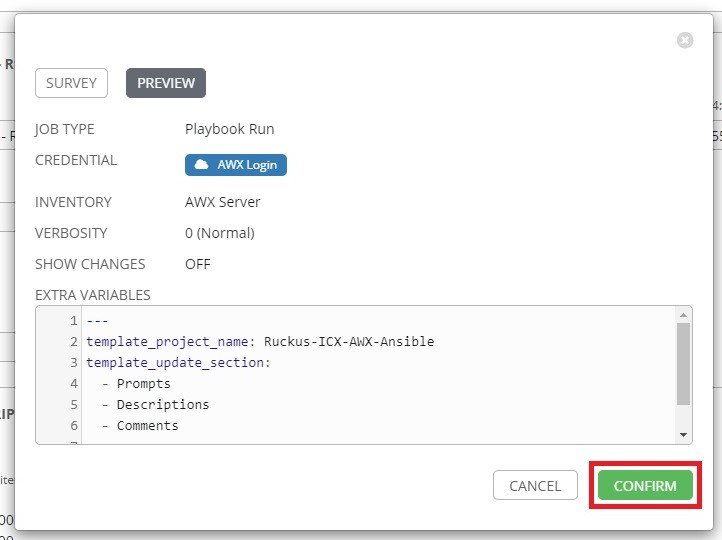 SURVEY PREVIEW
JOB TYPE Playbook Run
CREDENTIAL AWX Login
INVENTORY AWX Server
VERBOSITY 0 (Normal)
SHOW CHANGES OFF
EXTRA VARIABLES
1 ---
2 template_project_name: Ruckus-ICX-AWX-Ansible
3 template_update_section:
4 - Prompts
5 - Descriptions
6 - Comments
CANCEL CONFIRM